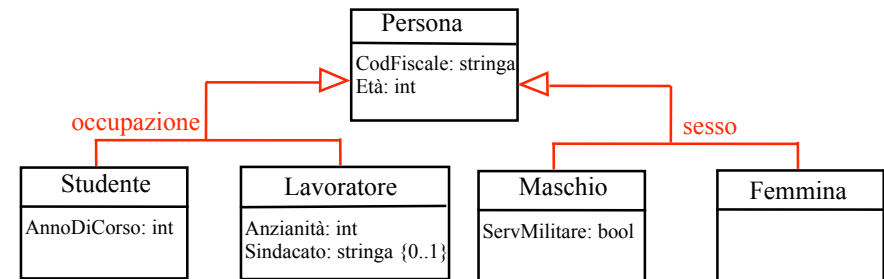 Persona
CodFiscale: stringa
Età: int
occupazione
sesso
Studente
AnnoDiCorso: int
Lavoratore
Anzianità: int
Sindacato: stringa {0..1}
Maschio
ServMilitare: bool
Femmina